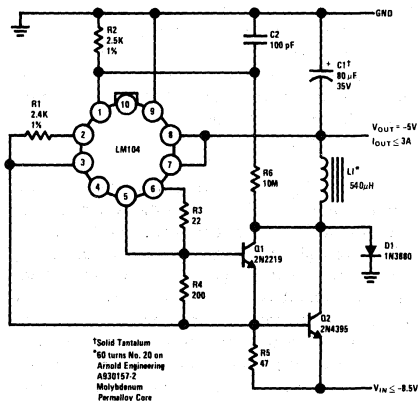 GND
R2
2.5K
1%
C2
100 pF
+
C1†
80 µF
35V
R1
2.4K
1%
1
10
9
2
8
LM104
3
7
4
5
6
VOUT = -5V
IOUT ≤ 3A
L1*
540µH
R6
10M
R3
22
Q1
2N2219
D1
1N3880
R4
200
Q2
2N4395
†Solid Tantalum
*60 turns No. 20 on
Arnold Engineering
A930157-2
Molybdenum
Permalloy Core
R5
47
VIN ≤ -8.5V